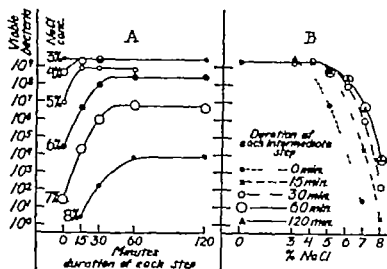 Viable
bacteria
NaCl
conc.
A
B
3%
4%
5%
6%
7%
8%
10⁹
10⁸
10⁷
10⁶
10⁵
10⁴
10³
10²
10¹
10⁰
0 15 30 60 120
Minutes
duration of each step
Duration of
each intermediate
step
0 min.
15 min.
30 min.
60 min.
120 min.
0 3 4 5 6 7 8
% NaCl